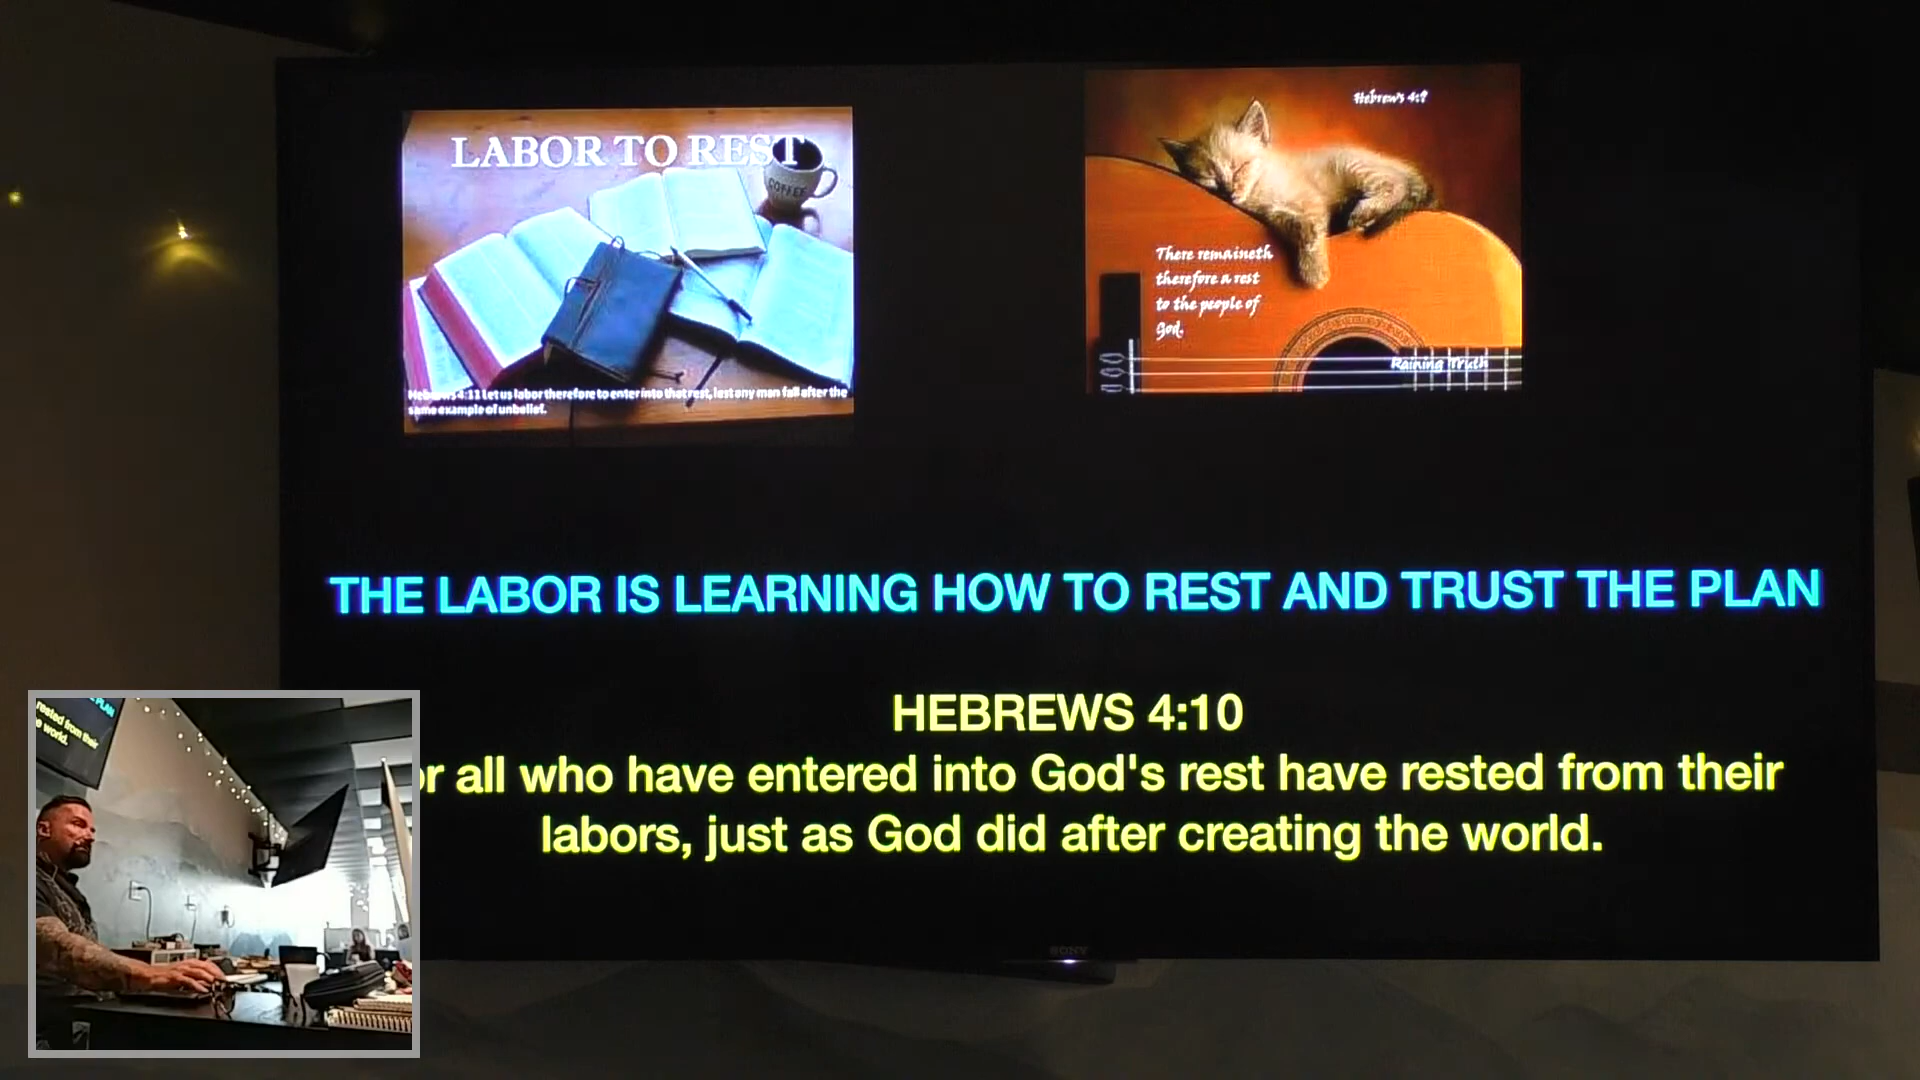 LABOR TO REST
COFFEE
Hebrews 4:11 Let us labor therefore to enter into that rest, lest any man fall after the
same example of unbelief.
Hebrews 4:9
There remaineth
therefore a rest
to the people of
God.
Raining Truth
THE LABOR IS LEARNING HOW TO REST AND TRUST THE PLAN
HEBREWS 4:10
or all who have entered into God's rest have rested from their
labors, just as God did after creating the world.
SONY
PLAN
rested from their
world.